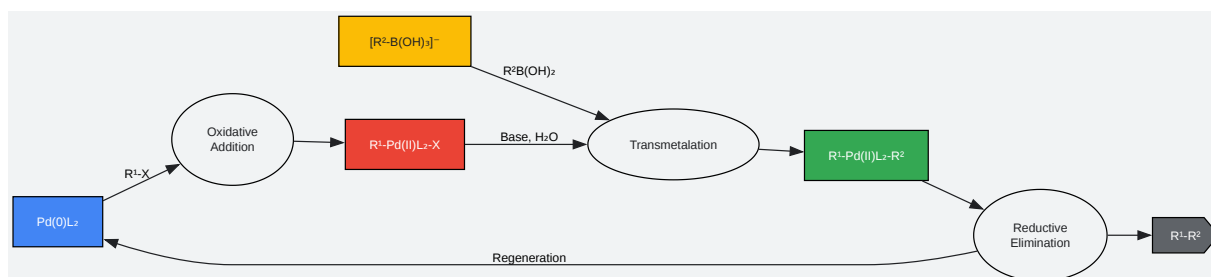 [R²-B(OH)₃]⁻
R²B(OH)₂
Oxidative
Addition
R¹-Pd(II)L₂-X
Base, H₂O
Transmetalation
R¹-Pd(II)L₂-R²
R¹-X
Pd(0)L₂
Reductive
Elimination
R¹-R²
Regeneration